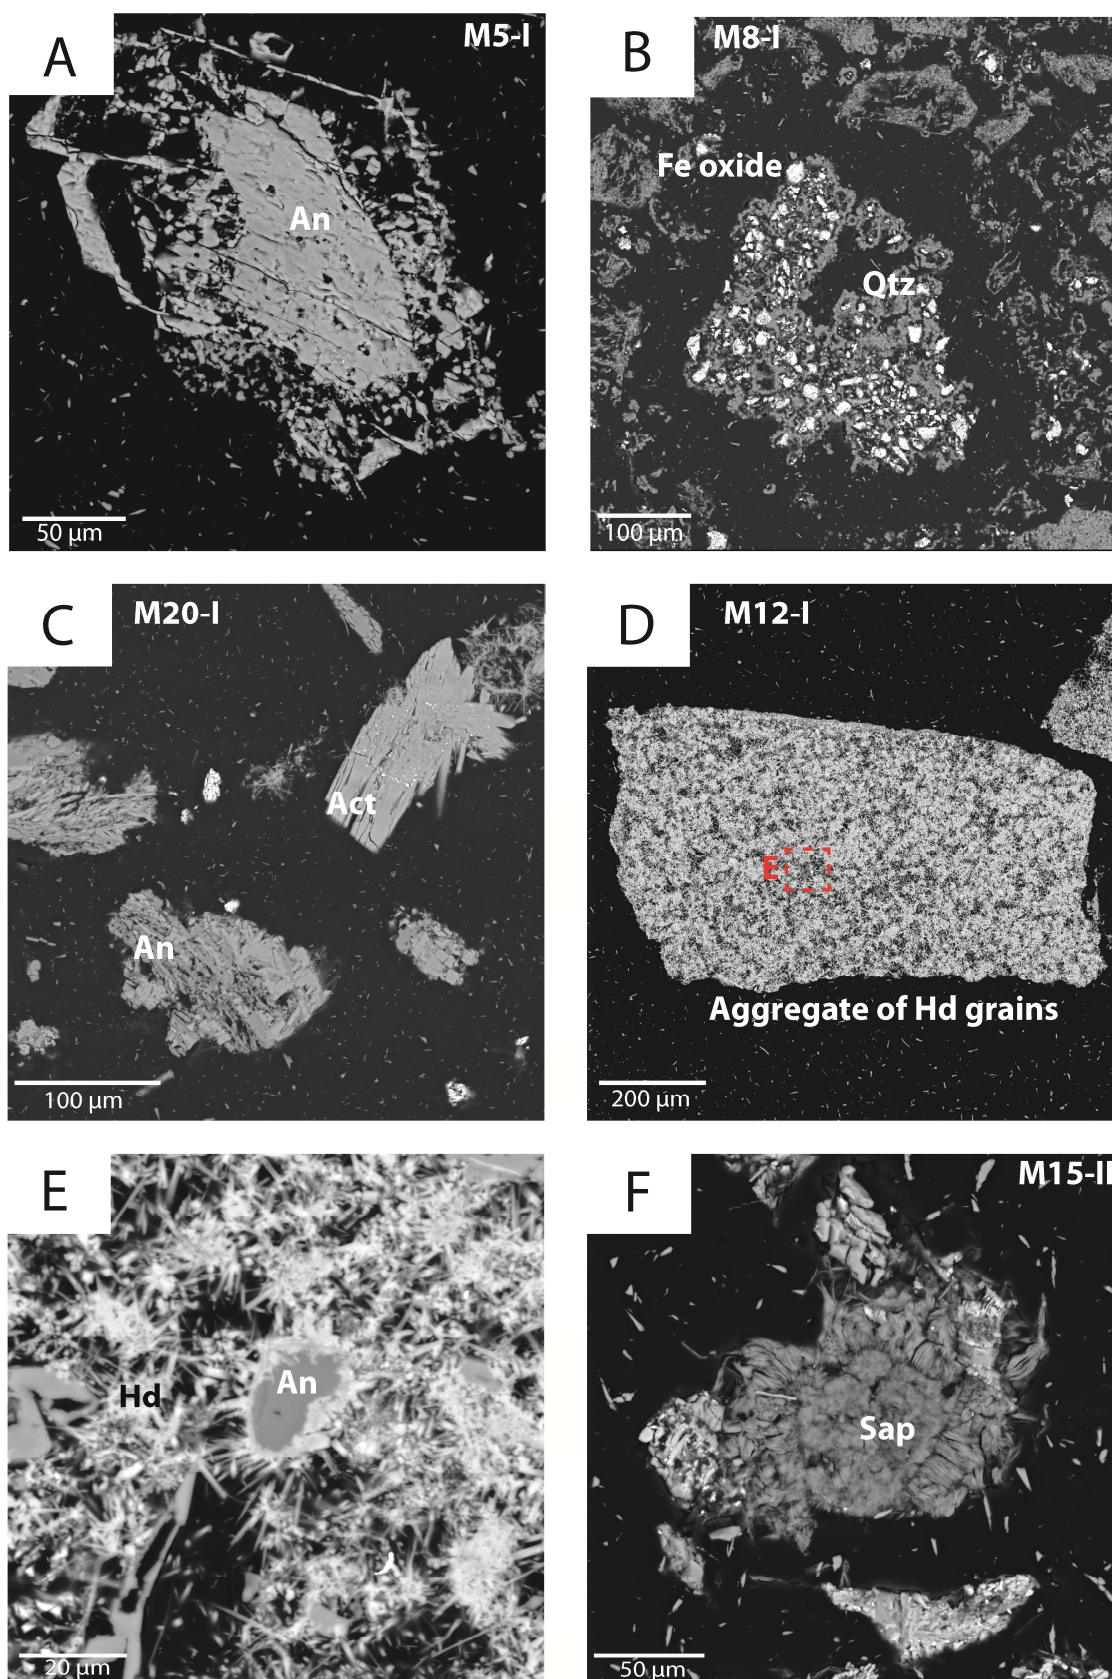 A
M5-I
An
50 µm
B
M8-I
Fe oxide
Qtz
100 µm
C
M20-I
Act
An
100 µm
D
M12-I
E
Aggregate of Hd grains
200 µm
E
Hd
An
20 µm
F
M15-II
Sap
50 µm